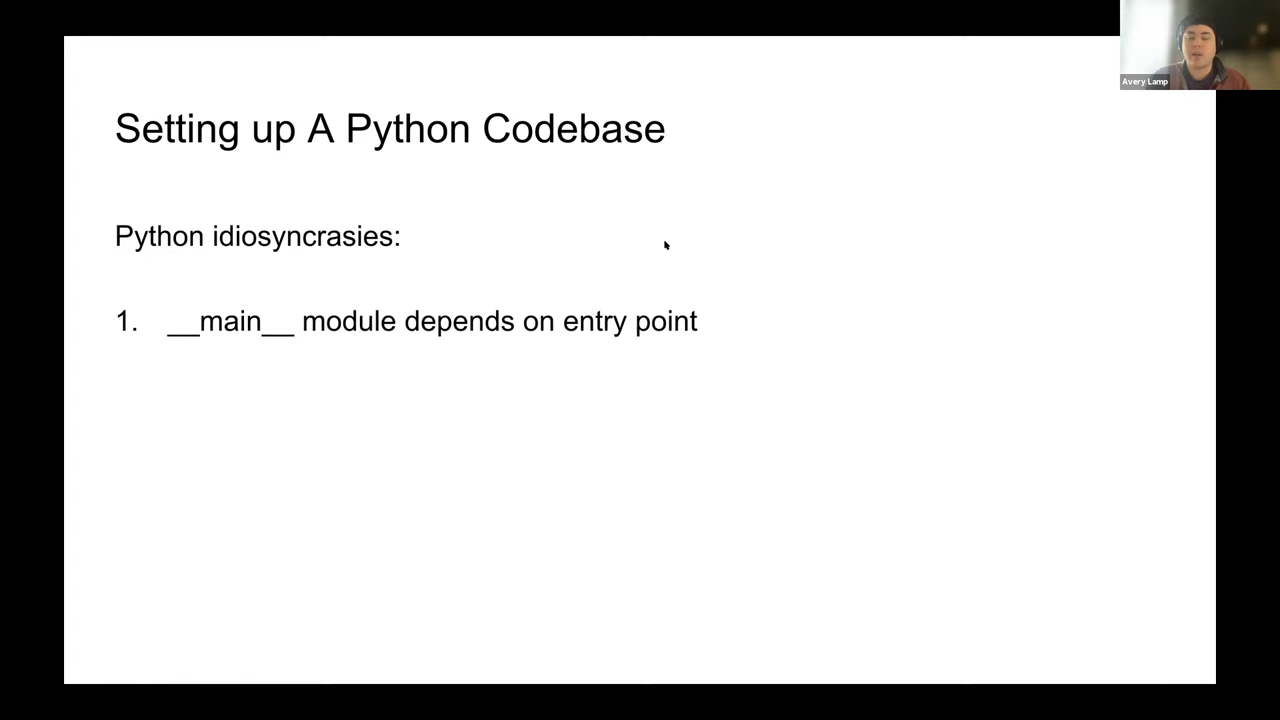 Avery Lamp
Setting up A Python Codebase
Python idiosyncrasies:
1. __main__ module depends on entry point